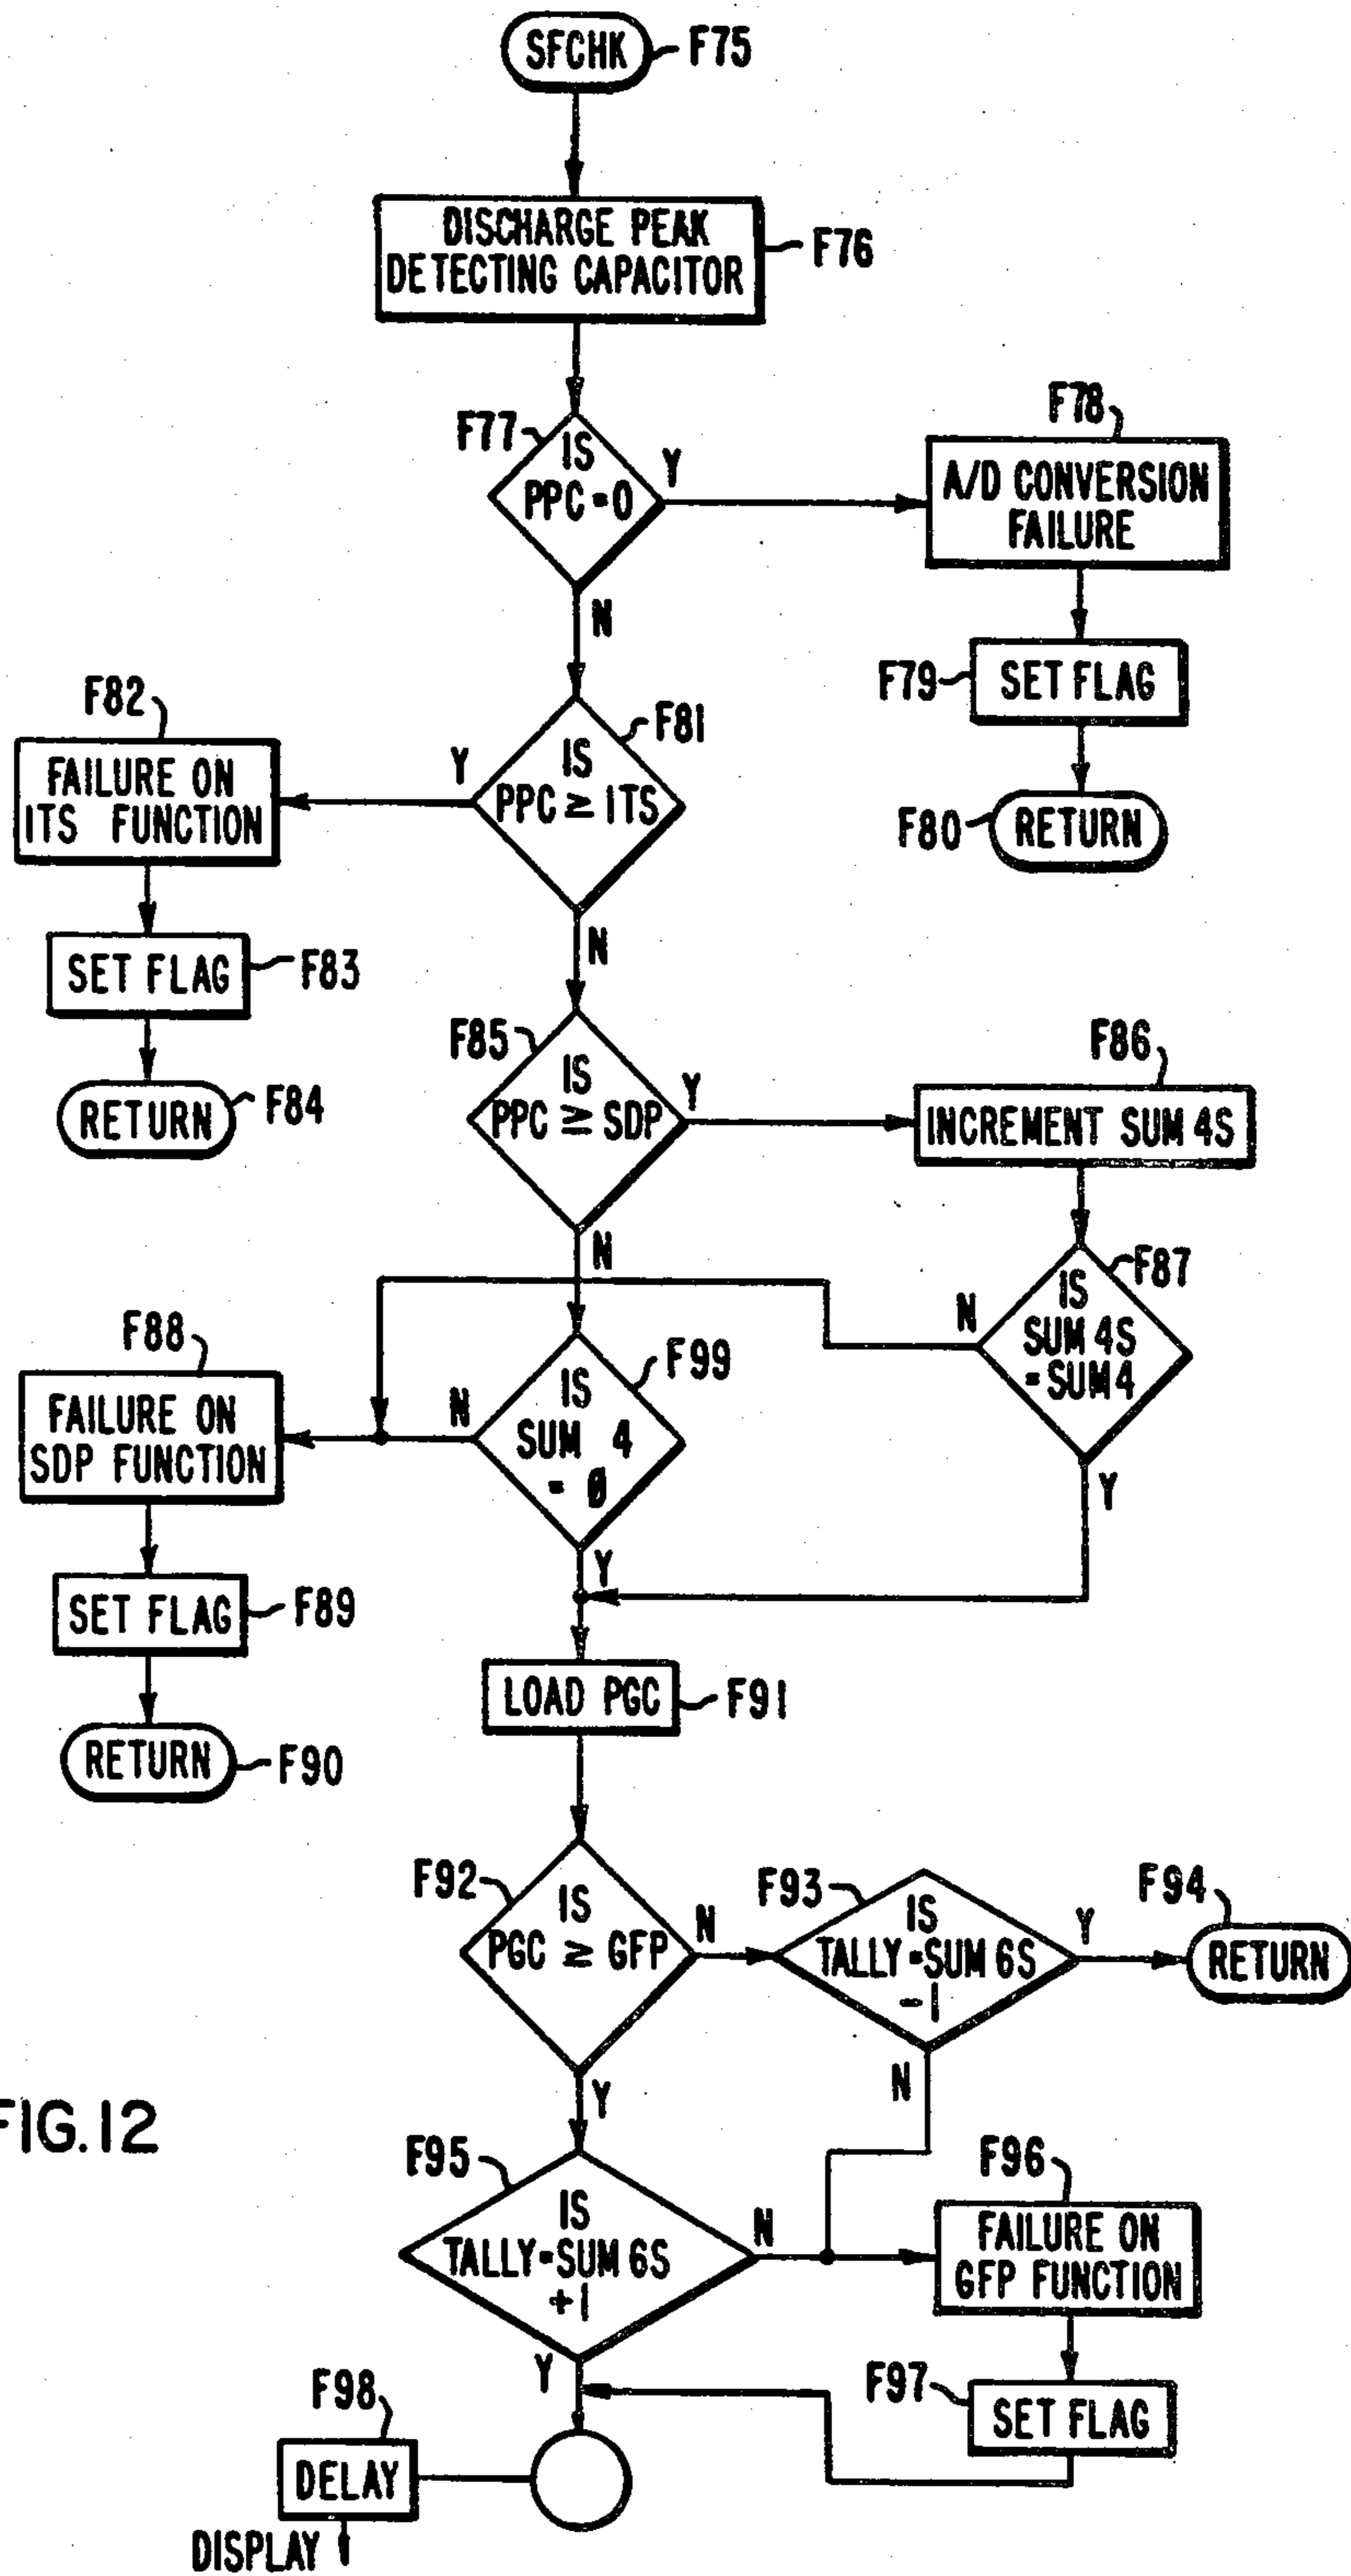 SFCHK
F75
DISCHARGE PEAK
DETECTING CAPACITOR
F76
F77
IS
PPC = 0
Y
N
F78
A/D CONVERSION
FAILURE
F79
SET FLAG
F80
RETURN
F81
IS
PPC ≥ ITS
Y
N
F82
FAILURE ON
ITS FUNCTION
SET FLAG
F83
RETURN
F84
F85
IS
PPC ≥ SDP
Y
N
F86
INCREMENT SUM 4S
F87
IS
SUM 4S
= SUM 4
N
Y
F88
FAILURE ON
SDP FUNCTION
F99
IS
SUM 4
= Ø
N
Y
SET FLAG
F89
RETURN
F90
LOAD PGC
F91
F92
IS
PGC ≥ GFP
N
Y
F93
IS
TALLY = SUM 6S
-1
Y
N
F94
RETURN
FIG. 12
F95
IS
TALLY = SUM 6S
+1
N
Y
F96
FAILURE ON
GFP FUNCTION
F97
SET FLAG
F98
DELAY
DISPLAY